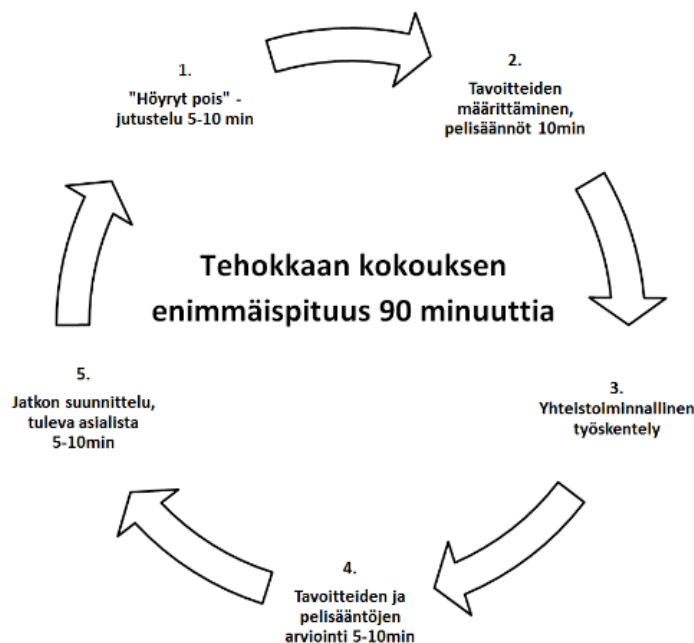 1.
"Höyryt pois" -
jutustelu 5-10 min
2.
Tavoitteiden
määrittäminen,
pelisäännöt 10min
Tehokkaan kokouksen
enimmäispituus 90 minuuttia
3.
Yhteistoiminnallinen
työskentely
4.
Tavoitteiden ja
pelisääntöjen
arviointi 5-10min
5.
Jatkon suunnittelu,
tuleva asialista
5-10min